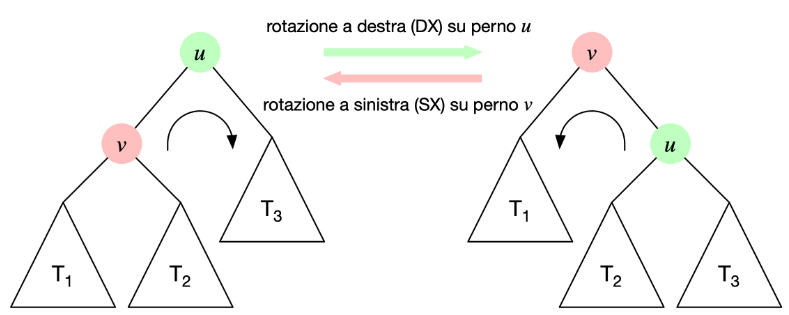 rotazione a destra (DX) su perno u
rotazione a sinistra (SX) su perno v
u
v
T1
T2
T3
v
u
T1
T2
T3